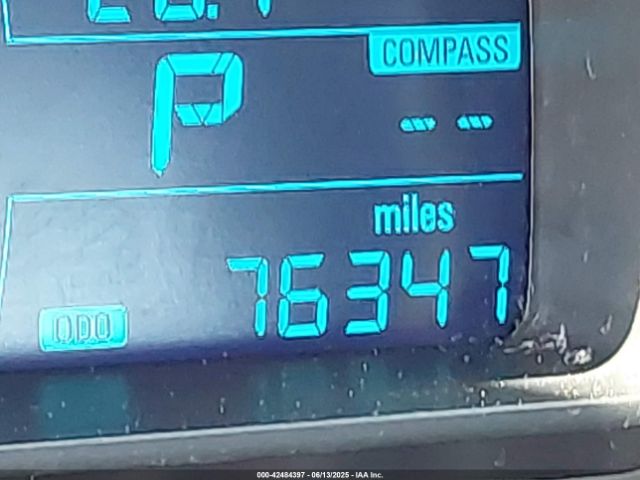 COMPASS
P
-- --
miles
ODO 76347
000-42484397 - 06/13/2025 - IAA Inc.